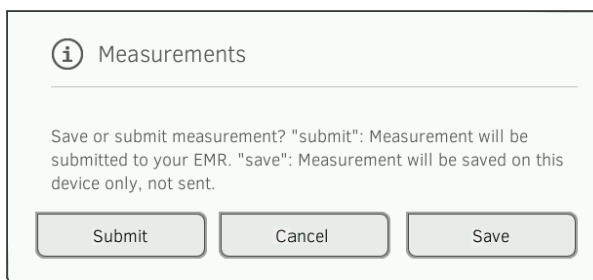 Measurements
Save or submit measurement? "submit": Measurement will be
submitted to your EMR. "save": Measurement will be saved on this
device only, not sent.
Submit
Cancel
Save